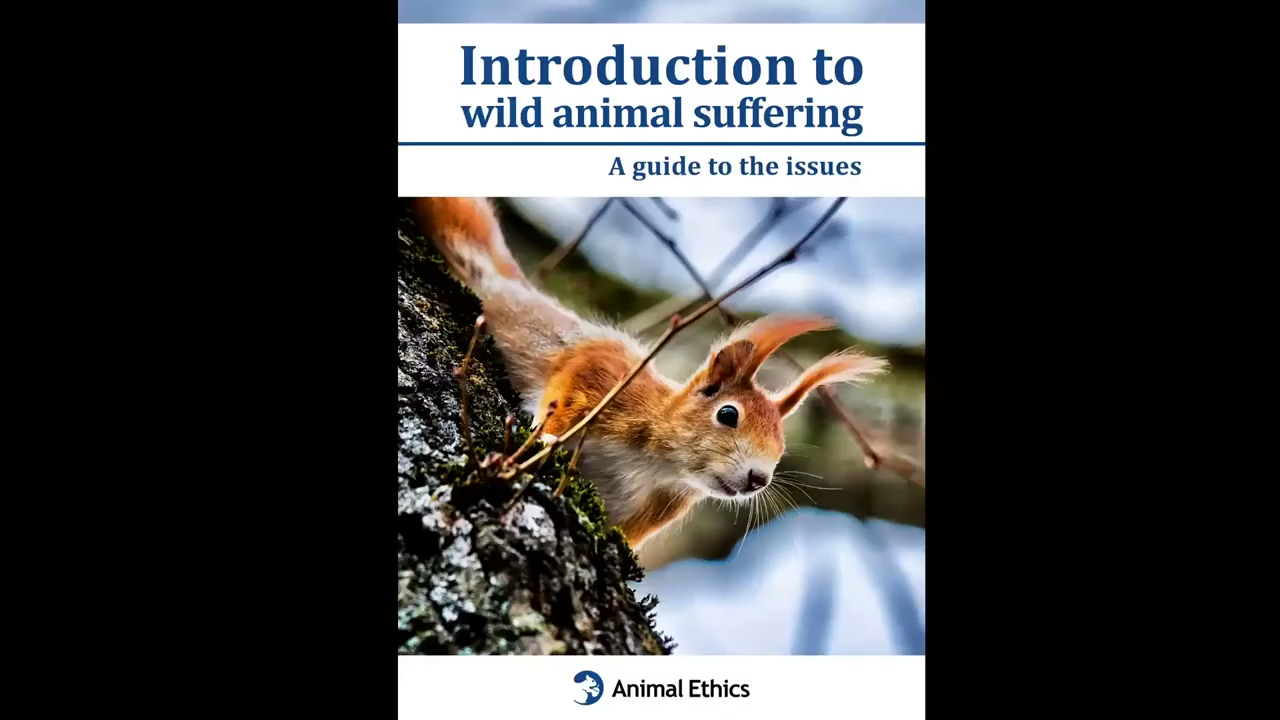 Introduction to
wild animal suffering
A guide to the issues
Animal Ethics